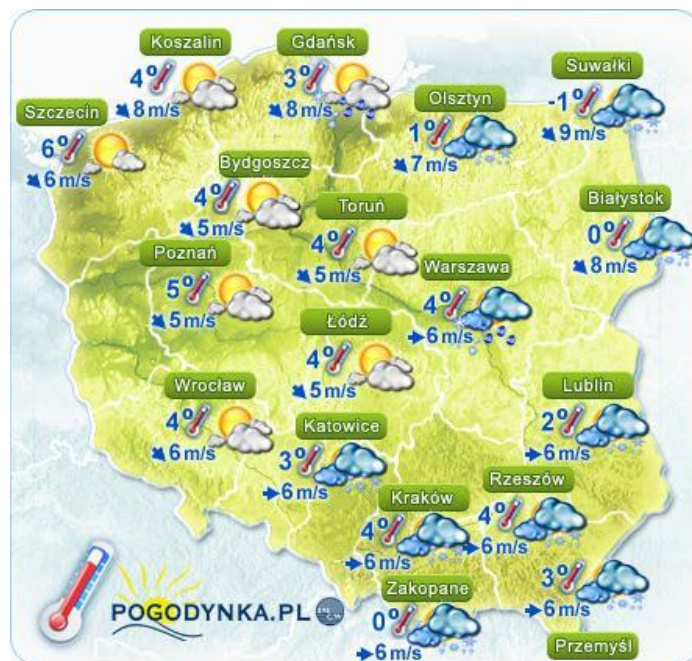 Koszalin
4°
8 m/s
Gdańsk
3°
8 m/s
Suwałki
-1°
9 m/s
Szczecin
6°
6 m/s
Olsztyn
1°
7 m/s
Bydgoszcz
4°
5 m/s
Toruń
4°
5 m/s
Białystok
0°
8 m/s
Poznań
5°
5 m/s
Warszawa
4°
6 m/s
Łódź
4°
5 m/s
Wrocław
4°
6 m/s
Katowice
3°
6 m/s
Lublin
2°
6 m/s
Kraków
4°
6 m/s
Rzeszów
4°
6 m/s
Zakopane
0°
6 m/s
3°
6 m/s
Przemyśl
POGODYNKA.PL